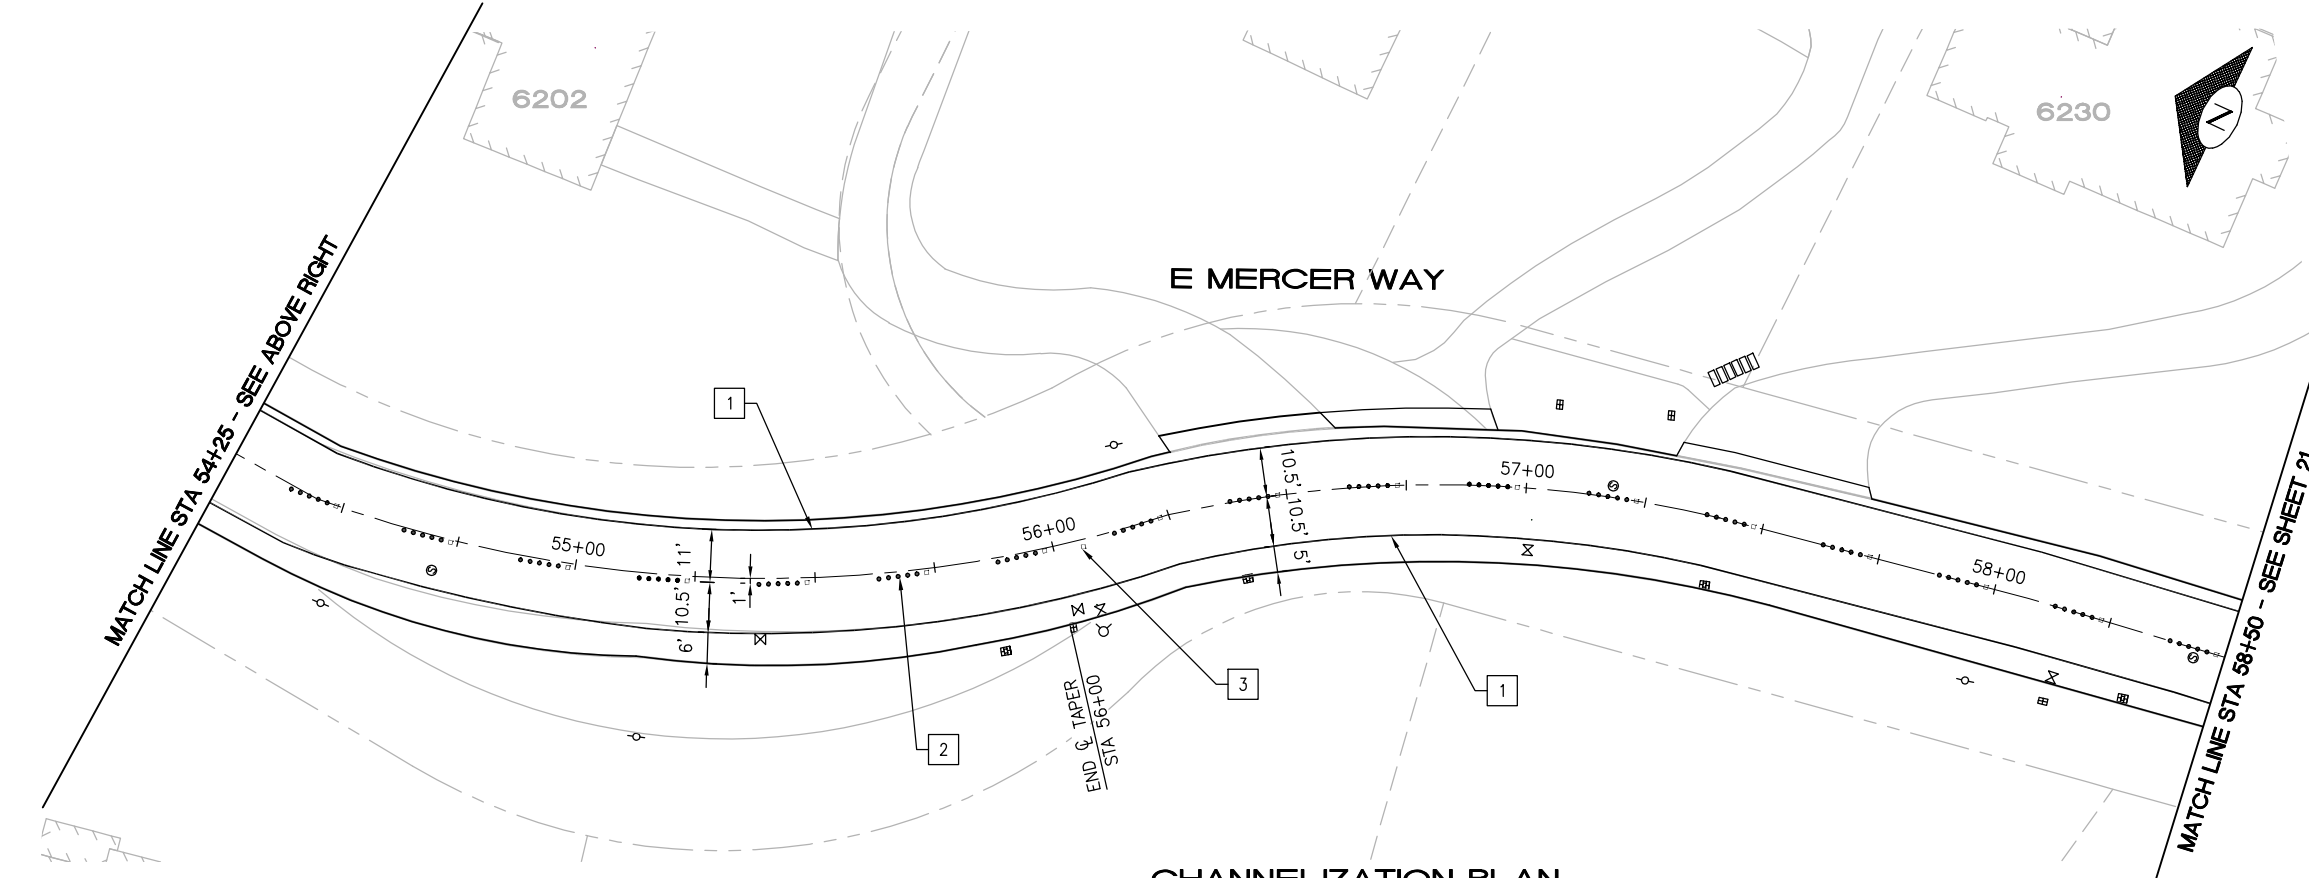 6202
6230
N
E MERCER WAY
MATCH LINE STA 54+25 - SEE ABOVE RIGHT
1
10.5'
10.5'
5'
57+00
S
56+00
55+00
11'
10.5'
6'
1'
S
58+00
S
3
1
2
END ℄ TAPER
STA 56+00
MATCH LINE STA 58+50 - SEE SHEET 21
CHANNELIZATION PLAN